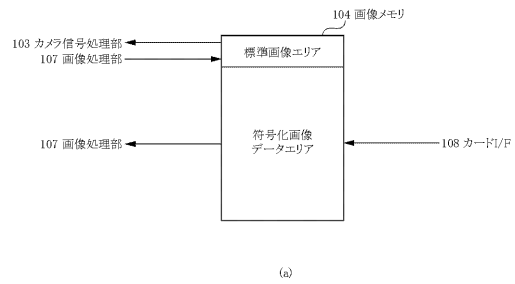 104 画像メモリ
103 カメラ信号処理部
標準画像エリア
107 画像処理部
107 画像処理部
符号化画像
データエリア
108 カードI/F
(a)